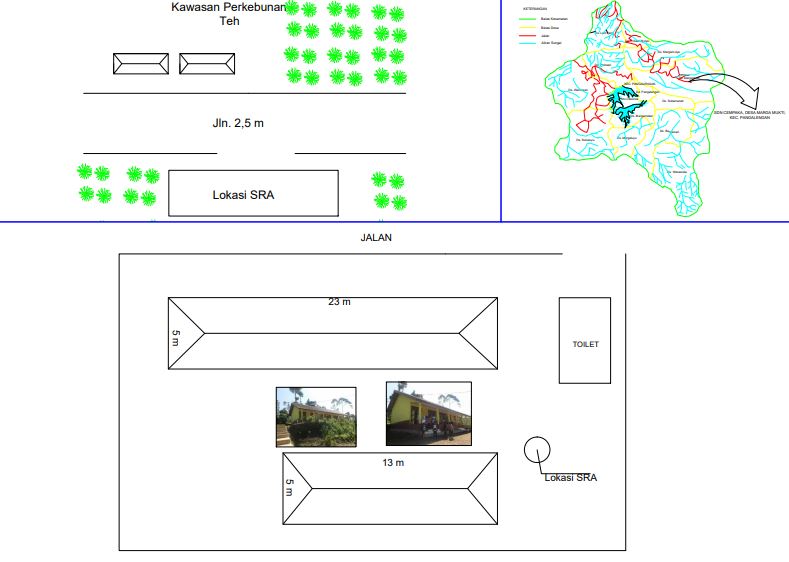 Kawasan Perkebunan
Teh
Jln. 2,5 m
Lokasi SRA
KETERANGAN
Batas Kecamatan
Batas Desa
Jalan
Aliran Sungai
SDN CEMPAKA, DESA MARGA MUKTI,
KEC. PANGALENGAN
JALAN
23 m
5 m
TOILET
13 m
5 m
Lokasi SRA